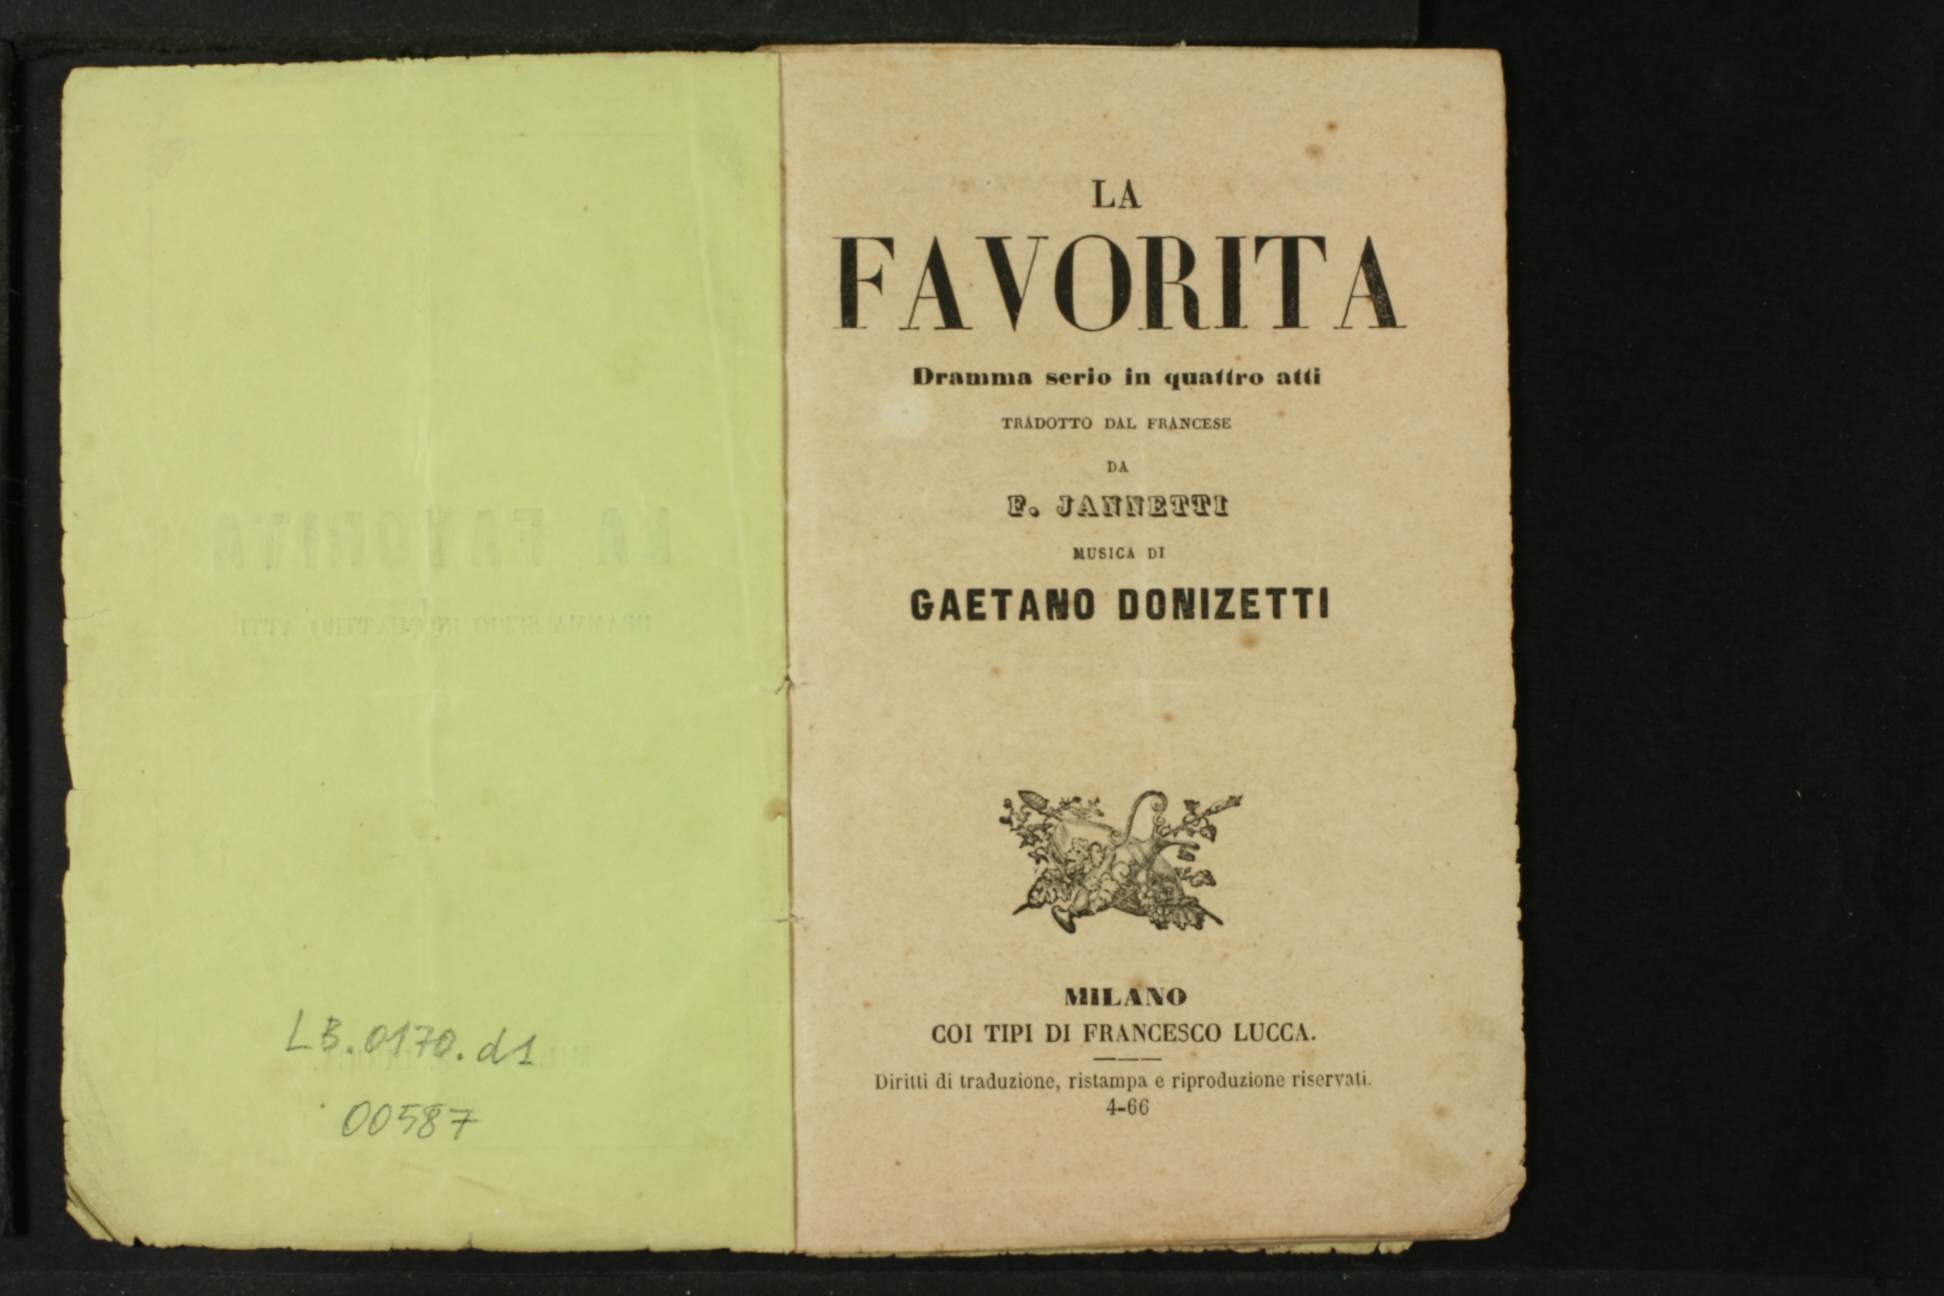 LB.0170.d1
00587
LA
FAVORITA
Dramma serio in quattro atti
TRADOTTO DAL FRANCESE
DA
F. JANNETTI
MUSICA DI
GAETANO DONIZETTI
MILANO
COI TIPI DI FRANCESCO LUCCA.
Diritti di traduzione, ristampa e riproduzione riservati.
4-66